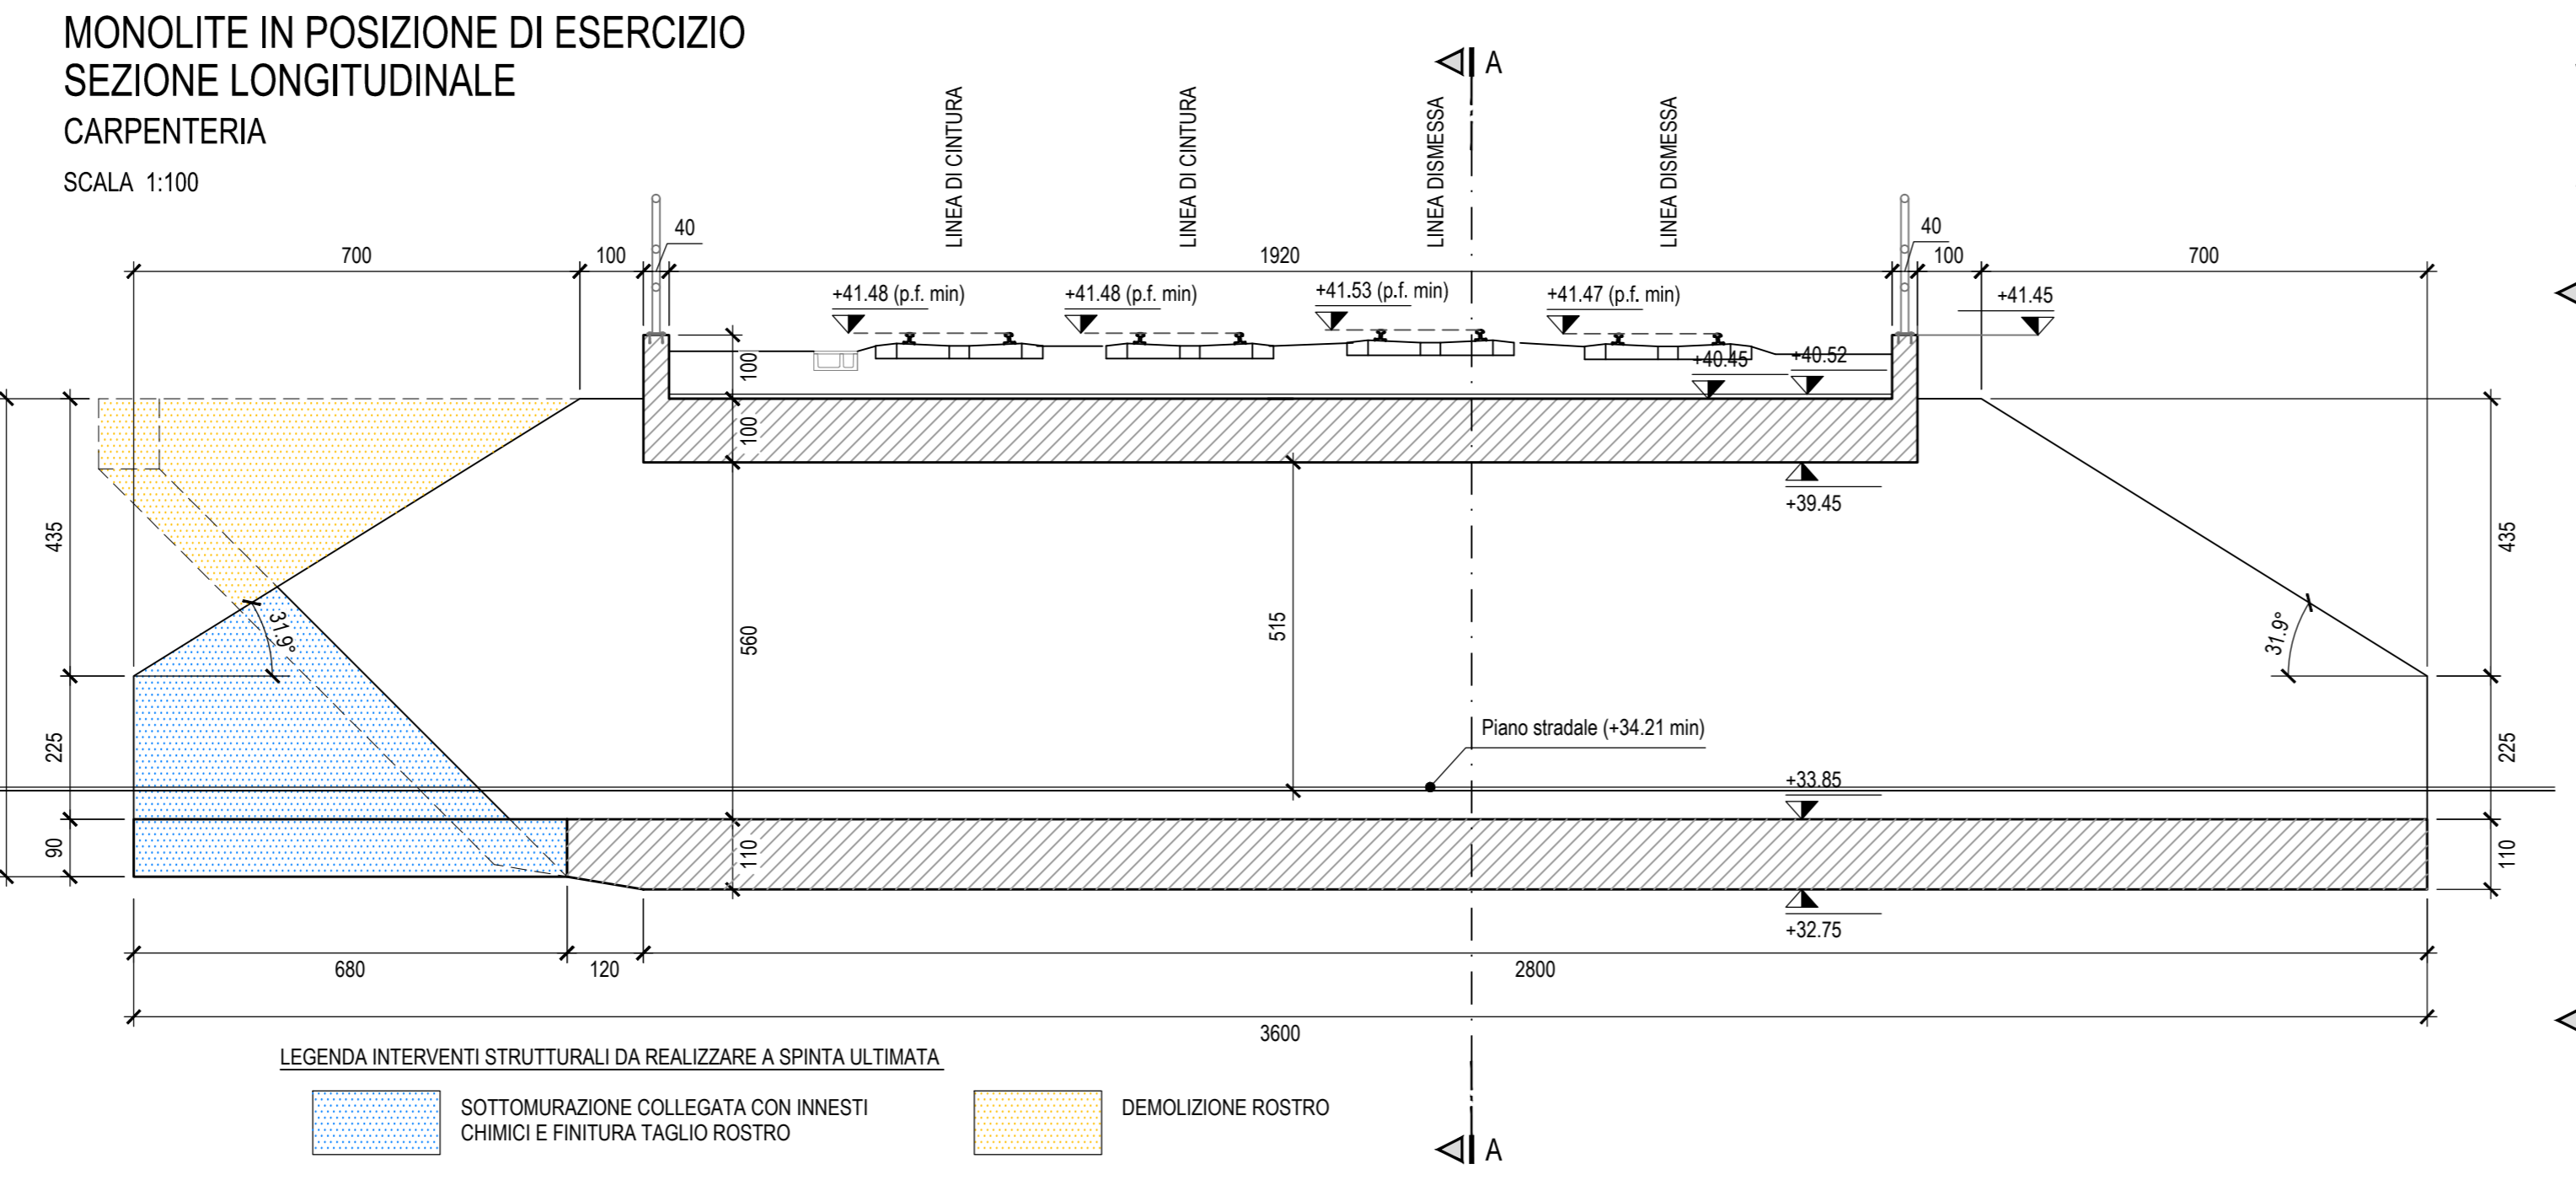 MONOLITE IN POSIZIONE DI ESERCIZIO
SEZIONE LONGITUDINALE
CARPENTERIA
SCALA 1:100
A
LINEA DI CINTURA
LINEA DI CINTURA
LINEA DISMESSA
LINEA DISMESSA
40
40
700
100
1920
100
700
+41.48 (p.f. min)
+41.48 (p.f. min)
+41.53 (p.f. min)
+41.47 (p.f. min)
+41.45
100
+40.45
+40.52
100
+39.45
435
435
31.9°
31.9°
560
515
Piano stradale (+34.21 min)
225
225
+33.85
90
110
110
+32.75
680
120
2800
3600
LEGENDA INTERVENTI STRUTTURALI DA REALIZZARE A SPINTA ULTIMATA
SOTTOMURAZIONE COLLEGATA CON INNESTI
CHIMICI E FINITURA TAGLIO ROSTRO
DEMOLIZIONE ROSTRO
A